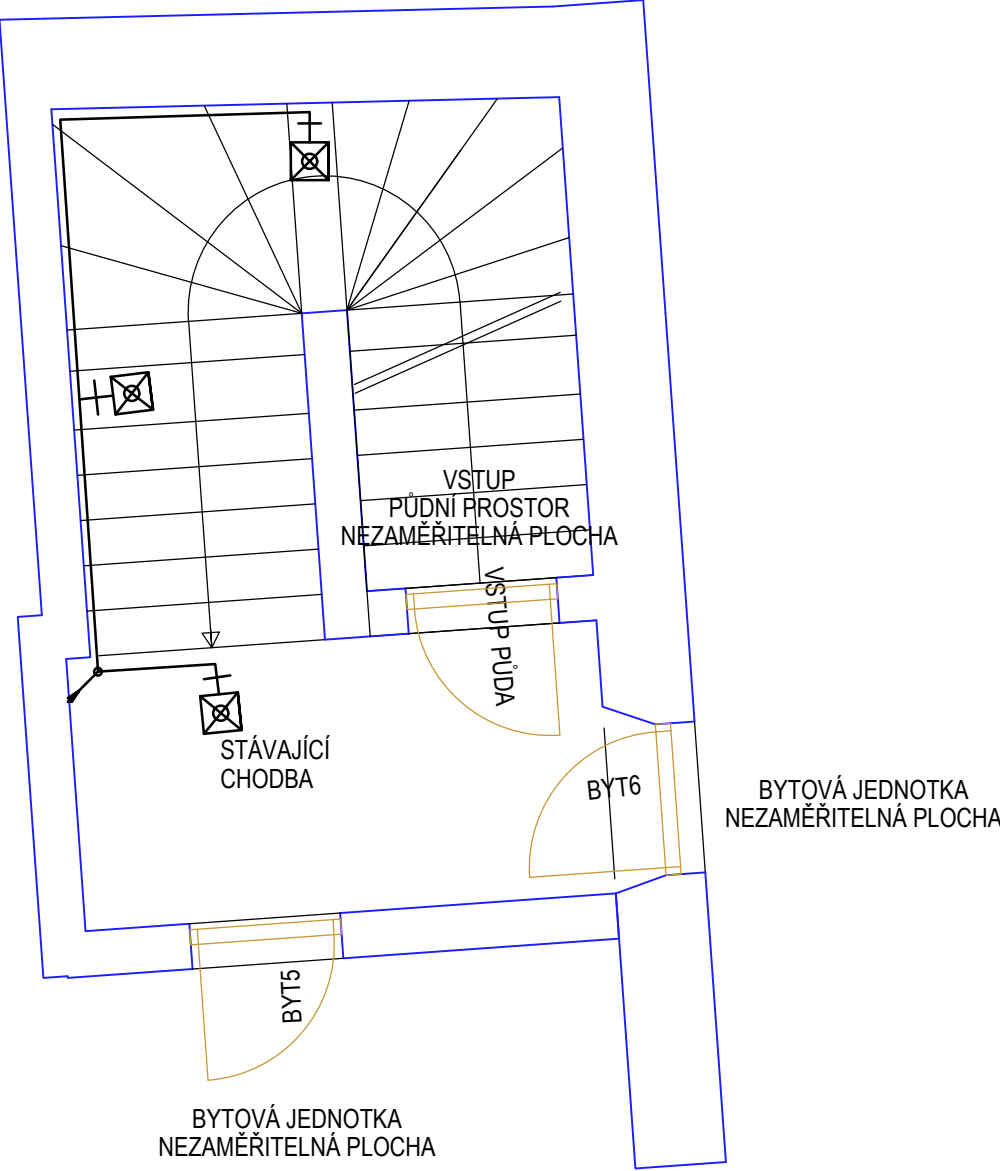 VSTUP
PŮDNÍ PROSTOR
NEZAMĚŘITELNÁ PLOCHA
VSTUP PŮDA
STÁVAJÍCÍ
CHODBA
BYT6
BYTOVÁ JEDNOTKA
NEZAMĚŘITELNÁ PLOCHA
BYT5
BYTOVÁ JEDNOTKA
NEZAMĚŘITELNÁ PLOCHA